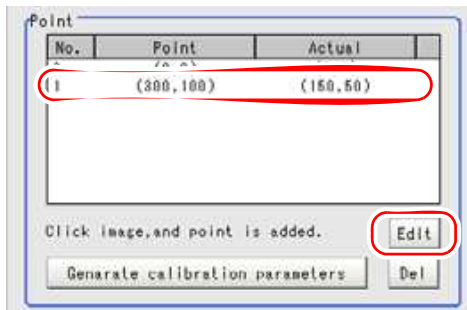 Point
No. Point Actual
1 (300,100) (150,50)
Click image,and point is added.
Edit
Genarate calibration parameters
Del